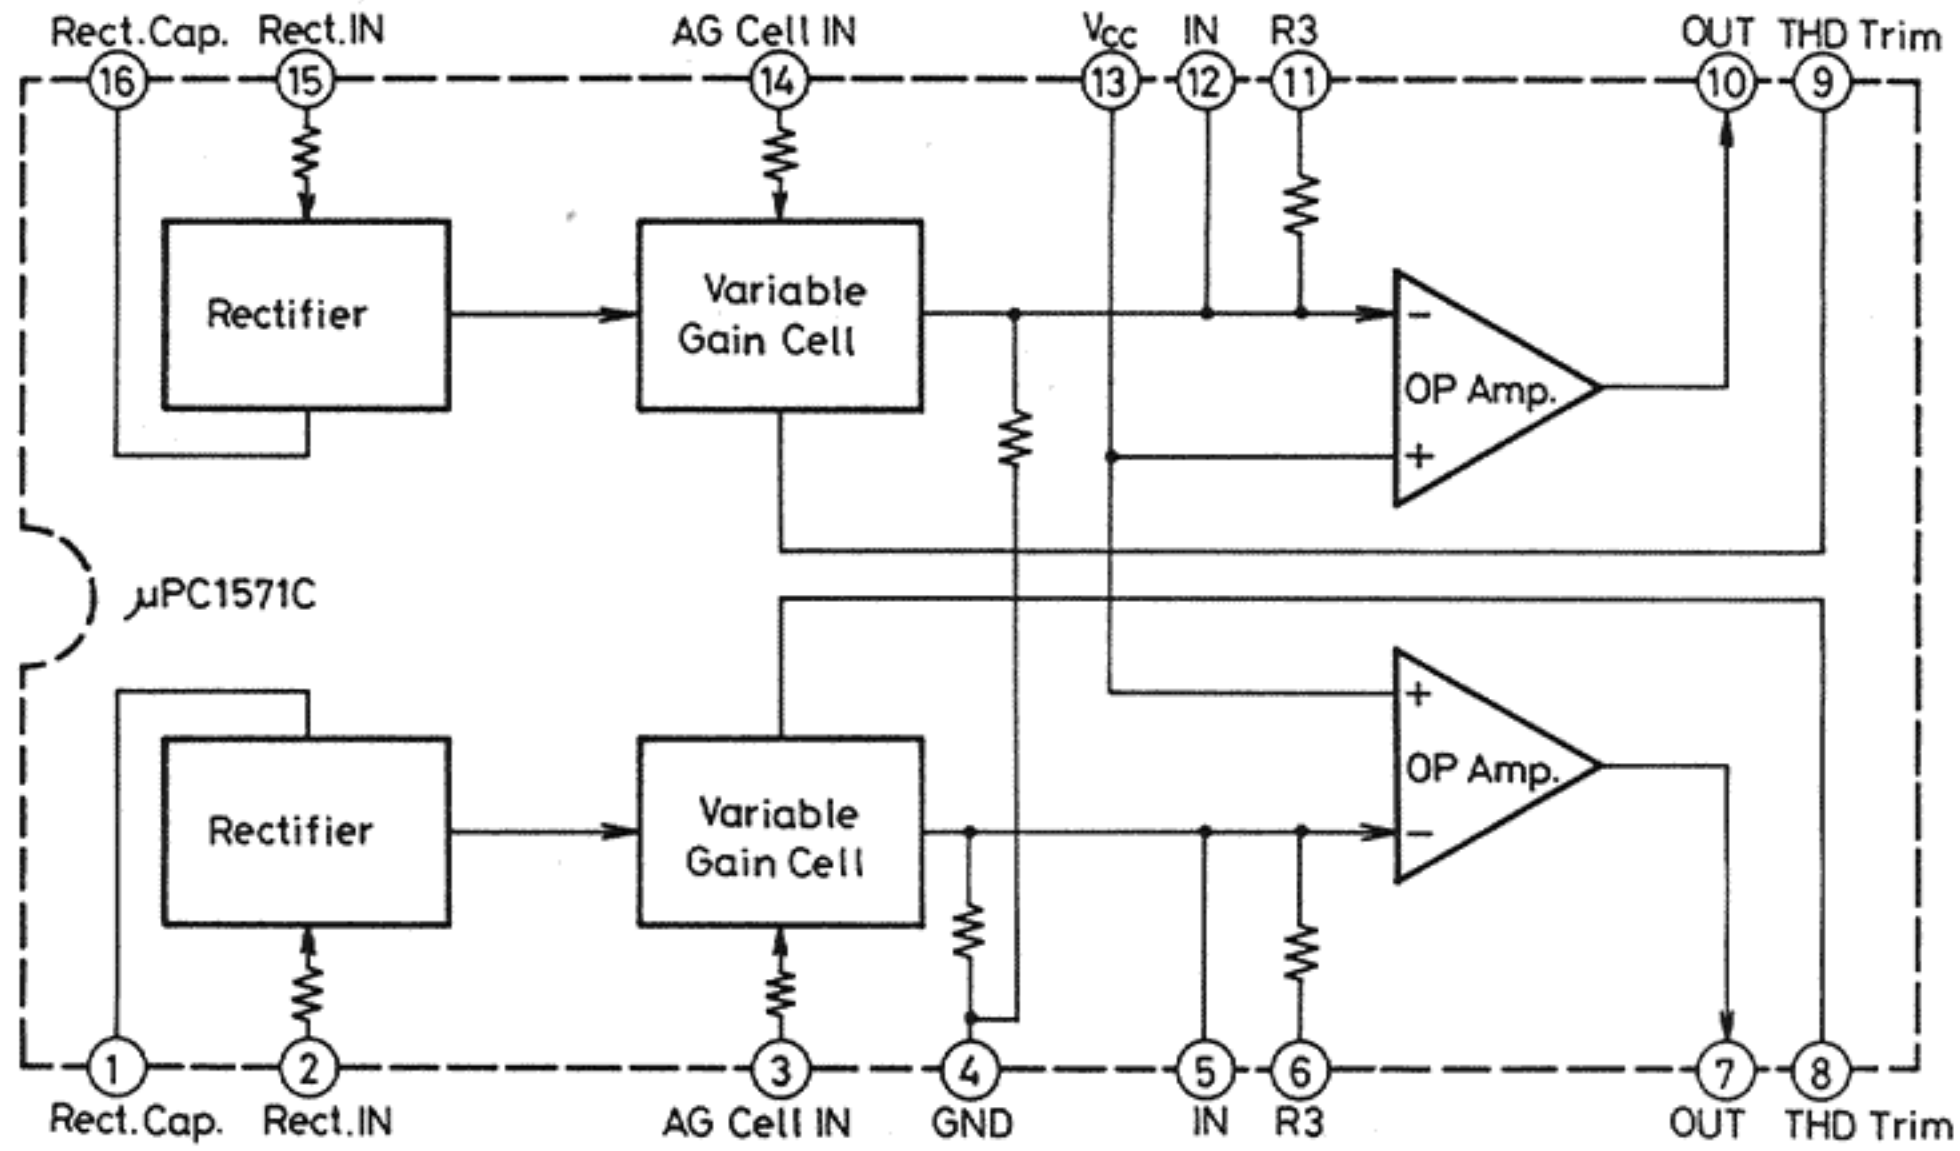 Rect.Cap. Rect.IN AG Cell IN Vcc IN R3 OUT THD Trim
16 15 14 13 12 11 10 9
Rectifier
Variable
Gain Cell
−
OP Amp.
+
μPC1571C
+
OP Amp.
−
Rectifier
Variable
Gain Cell
1 2 3 4 5 6 7 8
Rect.Cap. Rect.IN AG Cell IN GND IN R3 OUT THD Trim